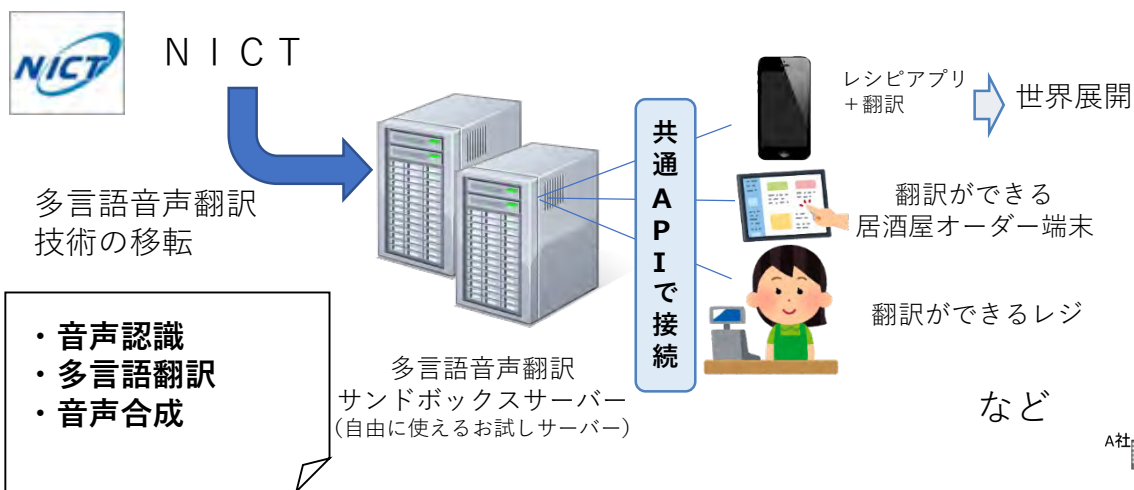 NICT
ＮＩＣＴ
多言語音声翻訳
技術の移転
・音声認識
・多言語翻訳
・音声合成
多言語音声翻訳
サンドボックスサーバー
（自由に使えるお試しサーバー）
共通ＡＰＩで接続
レシピアプリ
＋翻訳
世界展開
翻訳ができる
居酒屋オーダー端末
翻訳ができるレジ
など
A社